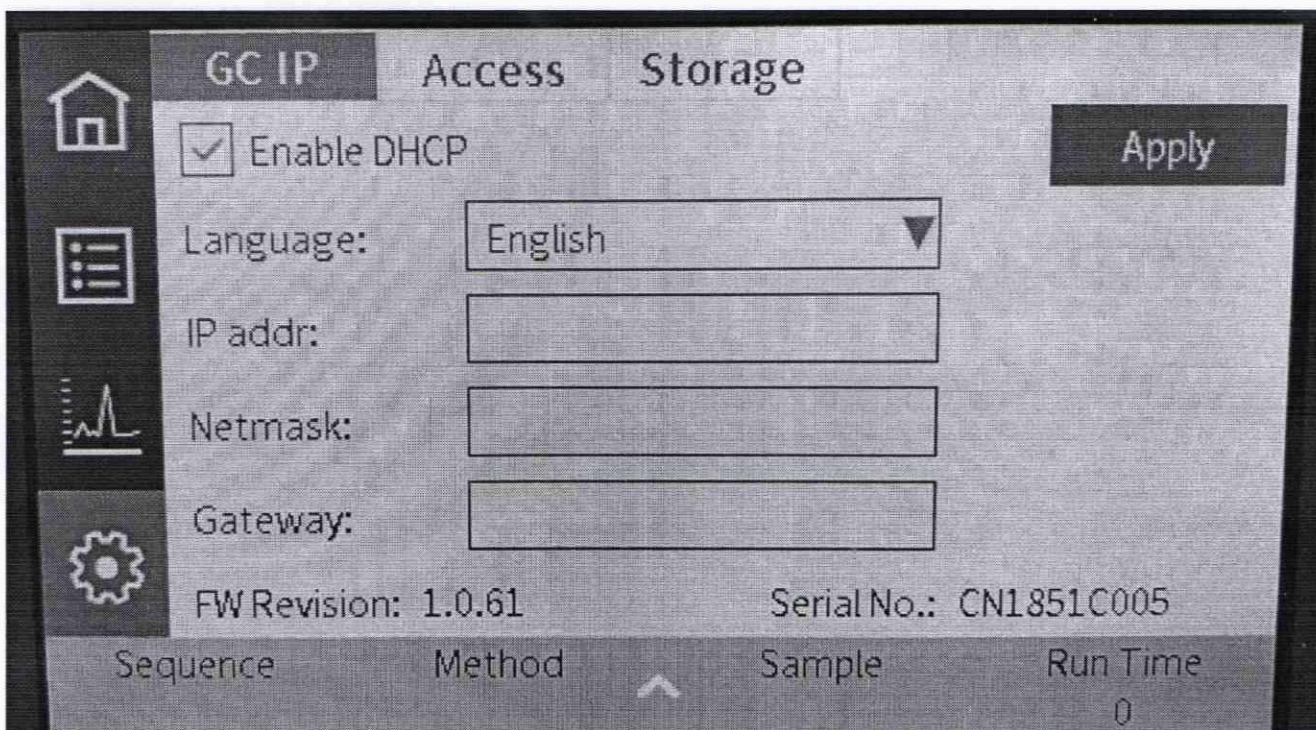 GC IP Access Storage
Enable DHCP
Apply
Language: English
IP addr:
Netmask:
Gateway:
FW Revision: 1.0.61 Serial No.: CN1851C005
Sequence Method Sample Run Time
0